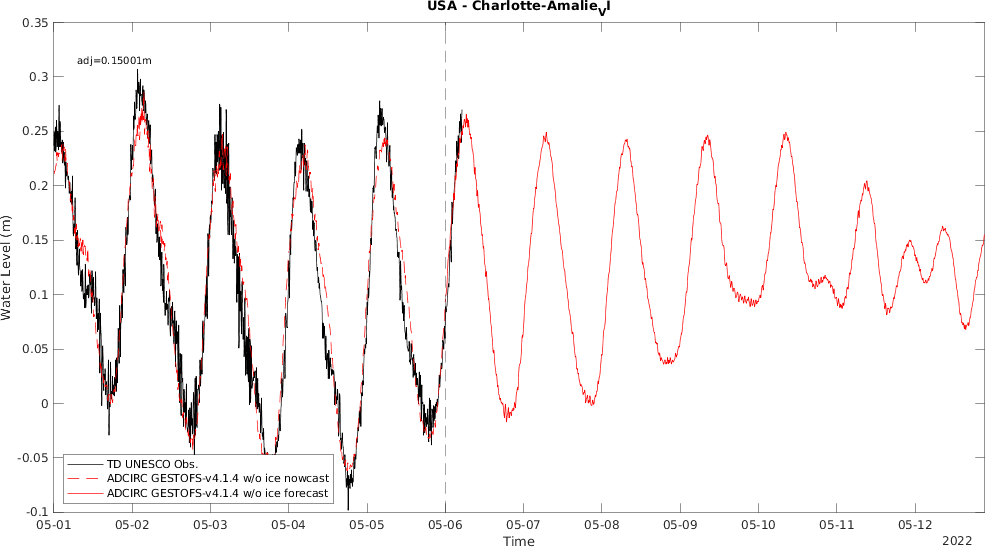 USA - Charlotte-Amalie_VI
adj=0.15001m
Water Level (m)
0.35
0.3
0.25
0.2
0.15
0.1
0.05
0
-0.05
-0.1
TD UNESCO Obs.
ADCIRC GESTOFS-v4.1.4 w/o ice nowcast
ADCIRC GESTOFS-v4.1.4 w/o ice forecast
05-01 05-02 05-03 05-04 05-05 05-06 05-07 05-08 05-09 05-10 05-11 05-12
Time
2022